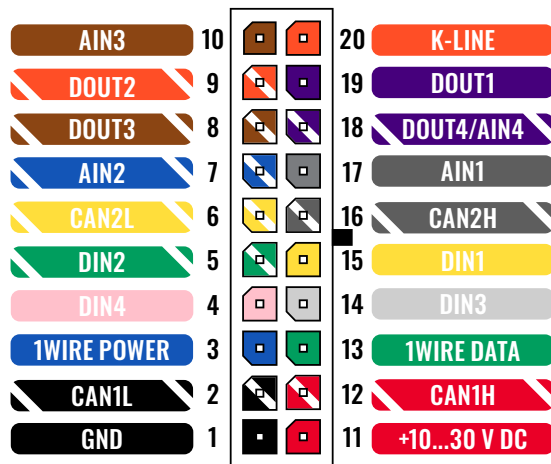 AIN3 10 20 K-LINE
DOUT2 9 19 DOUT1
DOUT3 8 18 DOUT4/AIN4
AIN2 7 17 AIN1
CAN2L 6 16 CAN2H
DIN2 5 15 DIN1
DIN4 4 14 DIN3
1WIRE POWER 3 13 1WIRE DATA
CAN1L 2 12 CAN1H
GND 1 11 +10...30 V DC